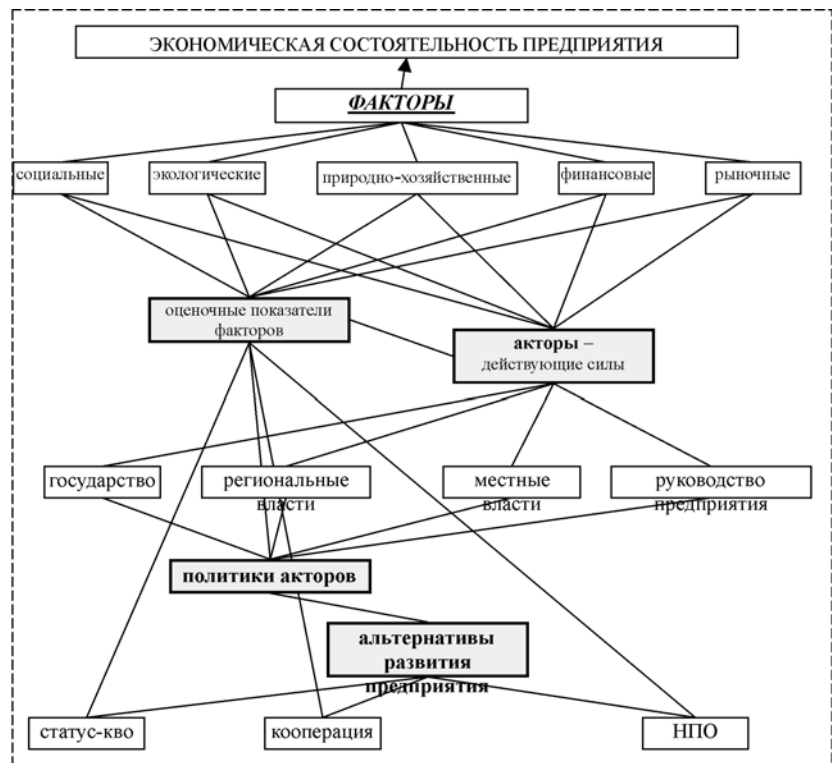 ЭКОНОМИЧЕСКАЯ СОСТОЯТЕЛЬНОСТЬ ПРЕДПРИЯТИЯ
ФАКТОРЫ
социальные
экологические
природно-хозяйственные
финансовые
рыночные
оценочные показатели
факторов
акторы –
действующие силы
государство
региональные
власти
местные
власти
руководство
предприятия
политики акторов
альтернативы
развития
предприятия
статус-кво
кооперация
НПО